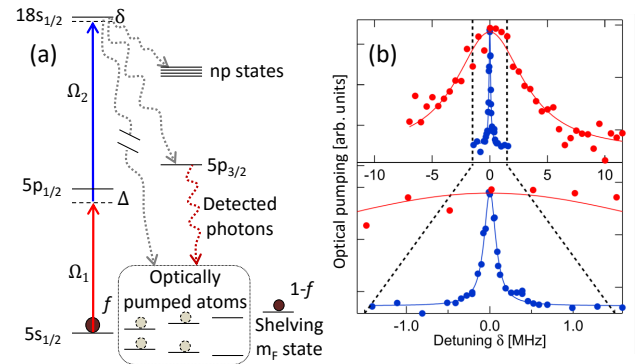 18s1/2
δ
(a)
np states
Ω2
5p3/2
5p1/2
Δ
Detected
photons
Ω1
Optically
pumped atoms
f
1-f
Shelving
mF state
5s1/2
(b)
Optical pumping [arb. units]
-10 -5 0 5 10
-1.0 0.0 1.0
Detuning δ [MHz]